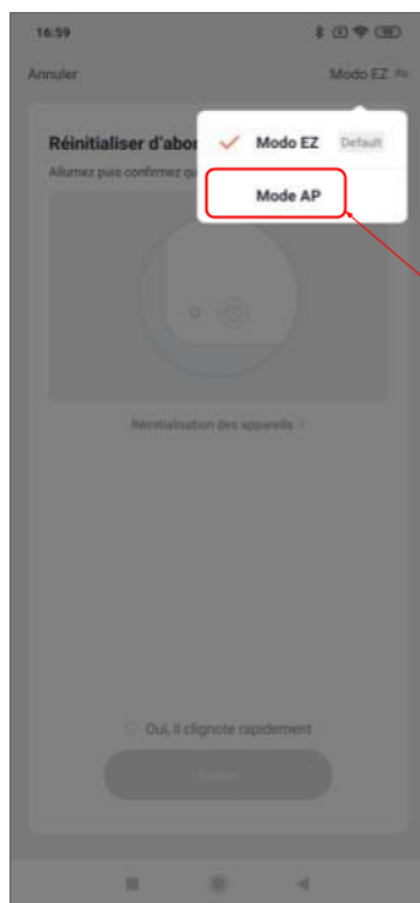 16:59
Annuler
Modo EZ
Réinitialiser d'abor
Modo EZ Default
Allumez puis confirmez qu
Mode AP
Réinitialisation des appareils
Oui, Il clignote rapidement